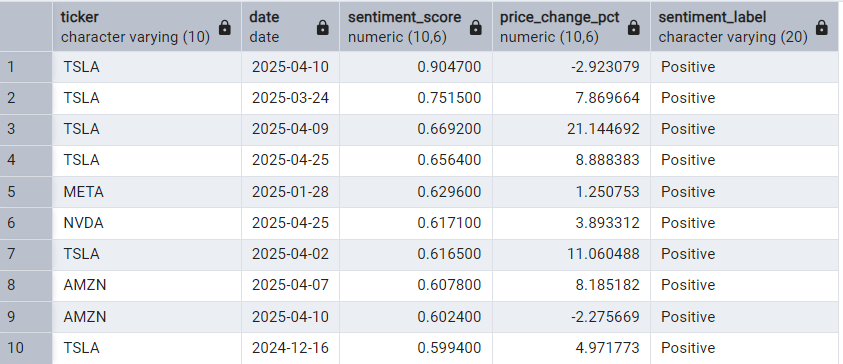 ticker date sentiment_score price_change_pct sentiment_label
character varying (10) date numeric (10,6) numeric (10,6) character varying (20)
1 TSLA 2025-04-10 0.904700 -2.923079 Positive
2 TSLA 2025-03-24 0.751500 7.869664 Positive
3 TSLA 2025-04-09 0.669200 21.144692 Positive
4 TSLA 2025-04-25 0.656400 8.888383 Positive
5 META 2025-01-28 0.629600 1.250753 Positive
6 NVDA 2025-04-25 0.617100 3.893312 Positive
7 TSLA 2025-04-02 0.616500 11.060488 Positive
8 AMZN 2025-04-07 0.607800 8.185182 Positive
9 AMZN 2025-04-10 0.602400 -2.275669 Positive
10 TSLA 2024-12-16 0.599400 4.971773 Positive